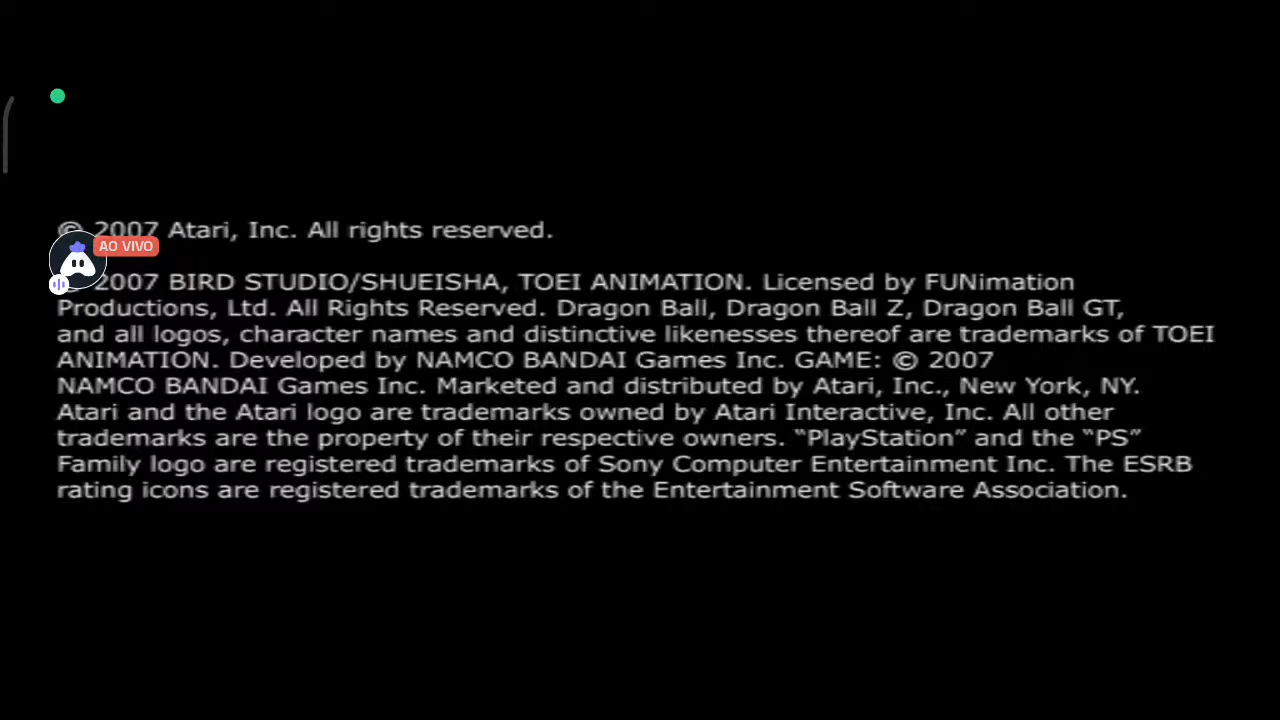 © 2007 Atari, Inc. All rights reserved.
AO VIVO
2007 BIRD STUDIO/SHUEISHA, TOEI ANIMATION. Licensed by FUNimation
Productions, Ltd. All Rights Reserved. Dragon Ball, Dragon Ball Z, Dragon Ball GT,
and all logos, character names and distinctive likenesses thereof are trademarks of TOEI
ANIMATION. Developed by NAMCO BANDAI Games Inc. GAME: © 2007
NAMCO BANDAI Games Inc. Marketed and distributed by Atari, Inc., New York, NY.
Atari and the Atari logo are trademarks owned by Atari Interactive, Inc. All other
trademarks are the property of their respective owners. “PlayStation” and the “PS”
Family logo are registered trademarks of Sony Computer Entertainment Inc. The ESRB
rating icons are registered trademarks of the Entertainment Software Association.